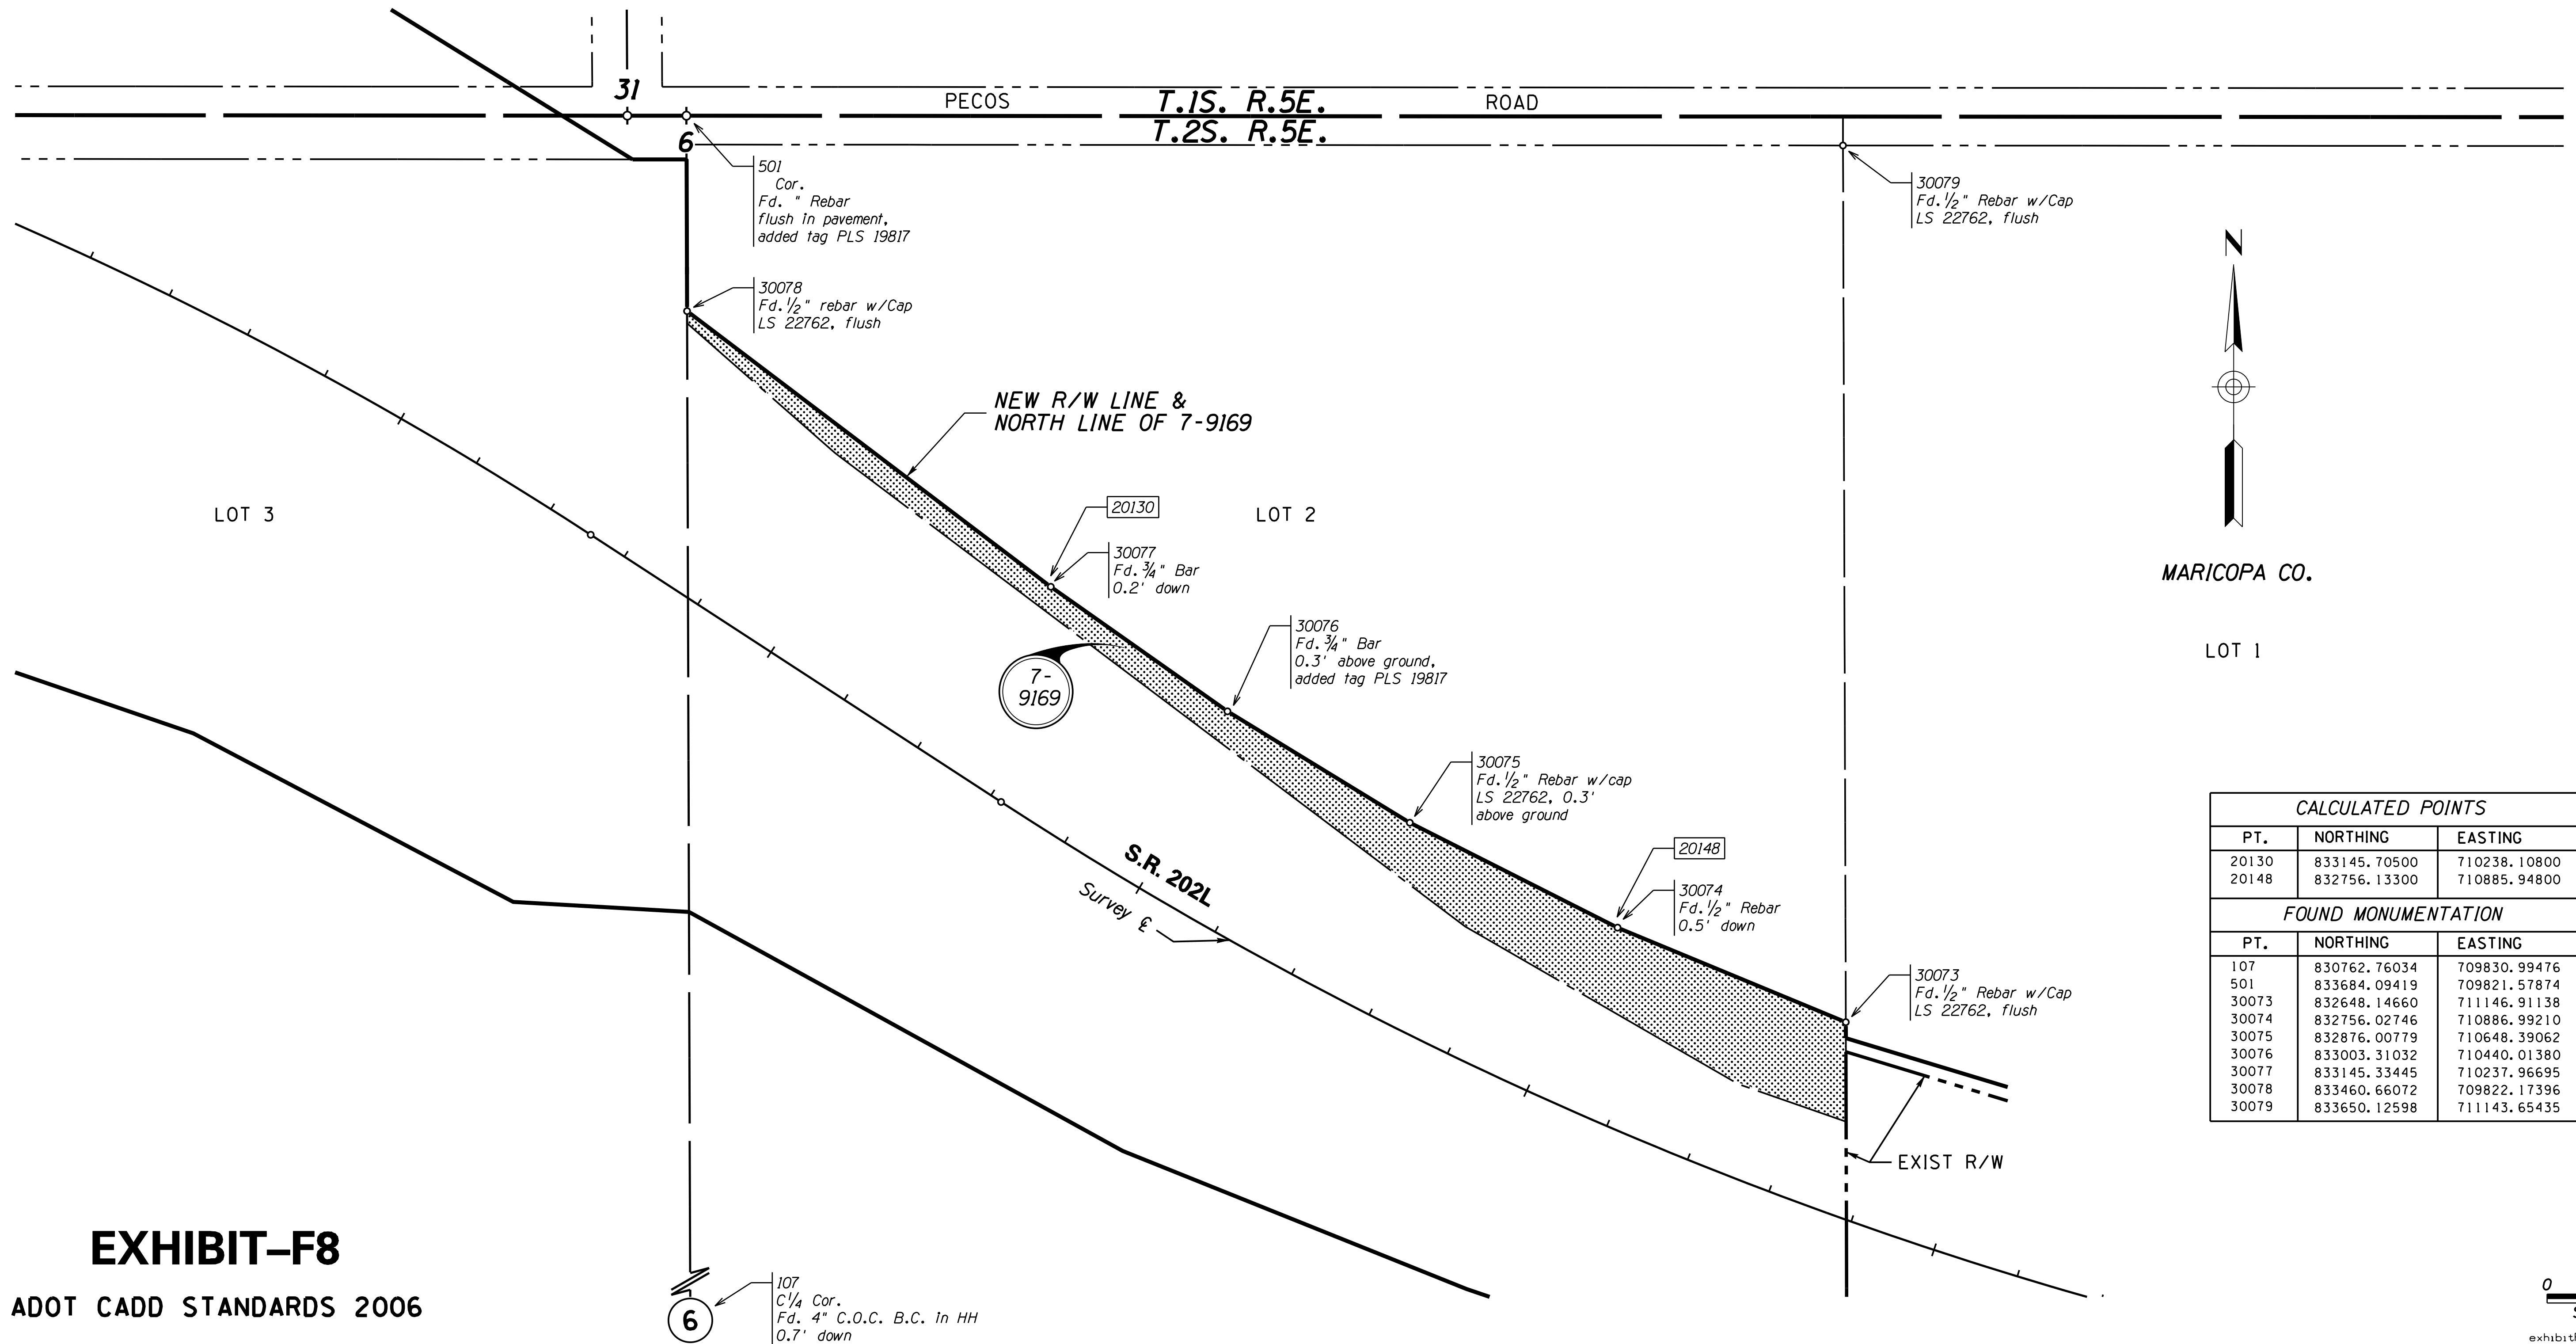 31
PECOS
T.1S. R.5E.
ROAD
T.2S. R.5E.
6
501
Cor.
Fd. " Rebar
flush in pavement,
added tag PLS 19817
30079
Fd. 1/2" Rebar w/Cap
LS 22762, flush
30078
Fd. 1/2" rebar w/Cap
LS 22762, flush
N
NEW R/W LINE &
NORTH LINE OF 7-9169
LOT 3
20130
LOT 2
30077
Fd. 3/4" Bar
0.2' down
MARICOPA CO.
30076
Fd. 3/4" Bar
0.3' above ground,
added tag PLS 19817
LOT 1
7-
9169
30075
Fd. 1/2" Rebar w/cap
LS 22762, 0.3'
above ground
20148
S.R. 202L
Survey ℄
30074
Fd. 1/2" Rebar
0.5' down
30073
Fd. 1/2" Rebar w/Cap
LS 22762, flush
EXIST R/W
CALCULATED POINTS
PT. NORTHING EASTING
20130 833145.70500 710238.10800
20148 832756.13300 710885.94800
FOUND MONUMENTATION
PT. NORTHING EASTING
107 830762.76034 709830.99476
501 833684.09419 709821.57874
30073 832648.14660 711146.91138
30074 832756.02746 710886.99210
30075 832876.00779 710648.39062
30076 833003.31032 710440.01380
30077 833145.33445 710237.96695
30078 833460.66072 709822.17396
30079 833650.12598 711143.65435
EXHIBIT-F8
ADOT CADD STANDARDS 2006
6
107
C1/4 Cor.
Fd. 4" C.O.C. B.C. in HH
0.7' down
0